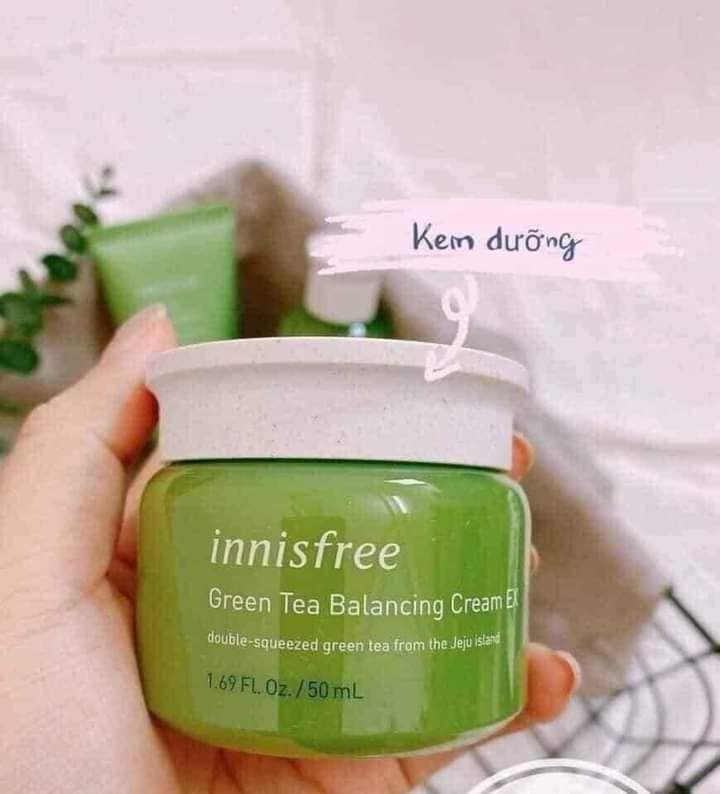 Kem dưỡng
innisfree
Green Tea Balancing Cream EX
double-squeezed green tea from the Jeju island
1.69 Fl. Oz. / 50 mL